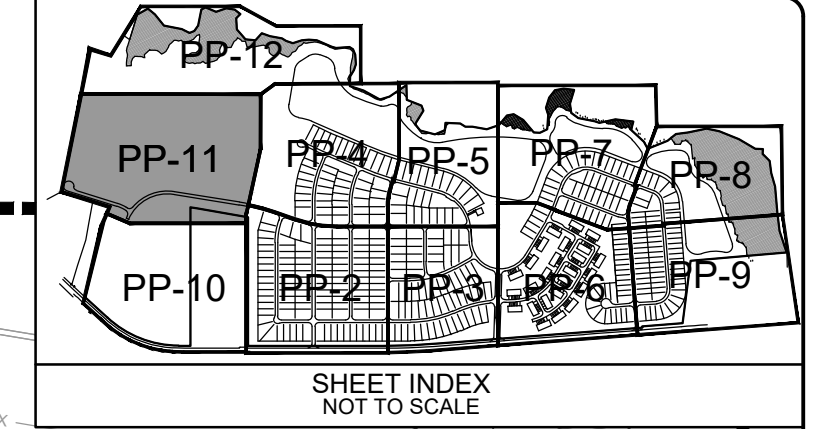 PP-12
PP-11
PP-4
PP-5
PP-7
PP-8
PP-10
PP-2
PP-3
PP-6
PP-9
SHEET INDEX
NOT TO SCALE